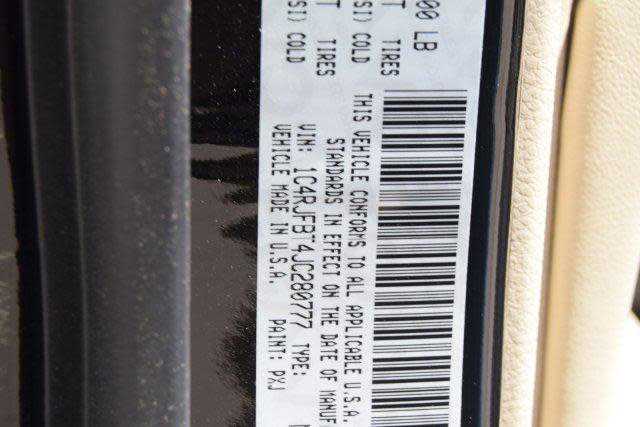 00 LB
T TIRES
SI) COLD
T TIRES
SI) COLD
THIS VEHICLE CONFORMS TO ALL APPLICABLE U.S.A.
STANDARDS IN EFFECT ON THE DATE OF MANUF
VIN: 1C4RJFBT4JC280777 TYPE:
VEHICLE MADE IN U.S.A. PAINT: PXJ